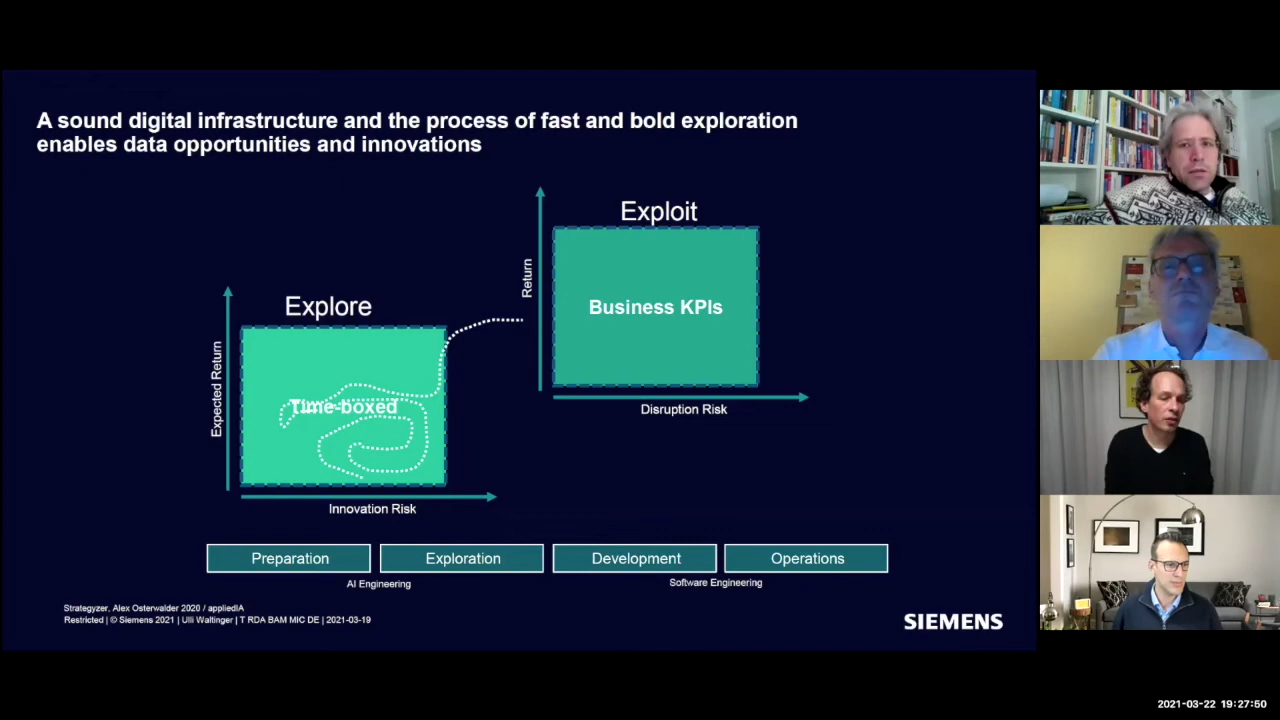 A sound digital infrastructure and the process of fast and bold exploration
enables data opportunities and innovations
Exploit
Return
Business KPIs
Disruption Risk
Explore
Expected Return
Time-boxed
Innovation Risk
Preparation
Exploration
Development
Operations
AI Engineering
Software Engineering
Strategyzer, Alex Osterwalder 2020 / appliedIA
Restricted | © Siemens 2021 | Ulli Waltinger | T RDA BAM MIC DE | 2021-03-19
SIEMENS
2021-03-22 19:27:50